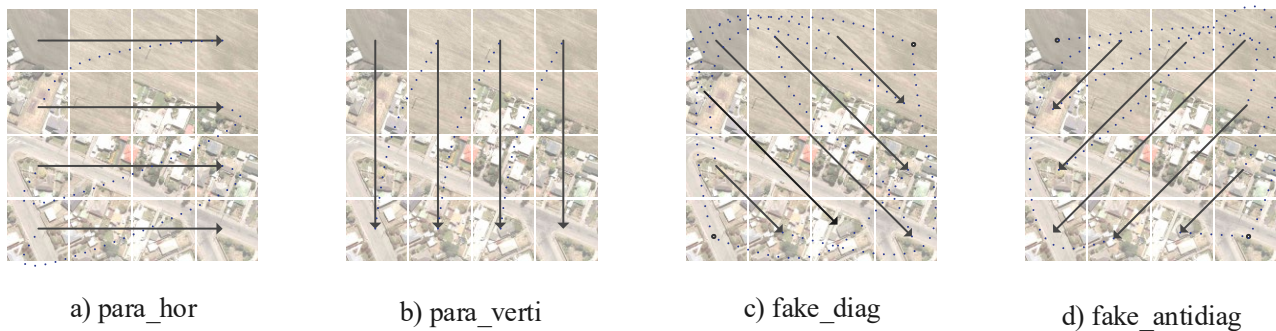 a) para_hor
b) para_verti
c) fake_diag
d) fake_antidiag